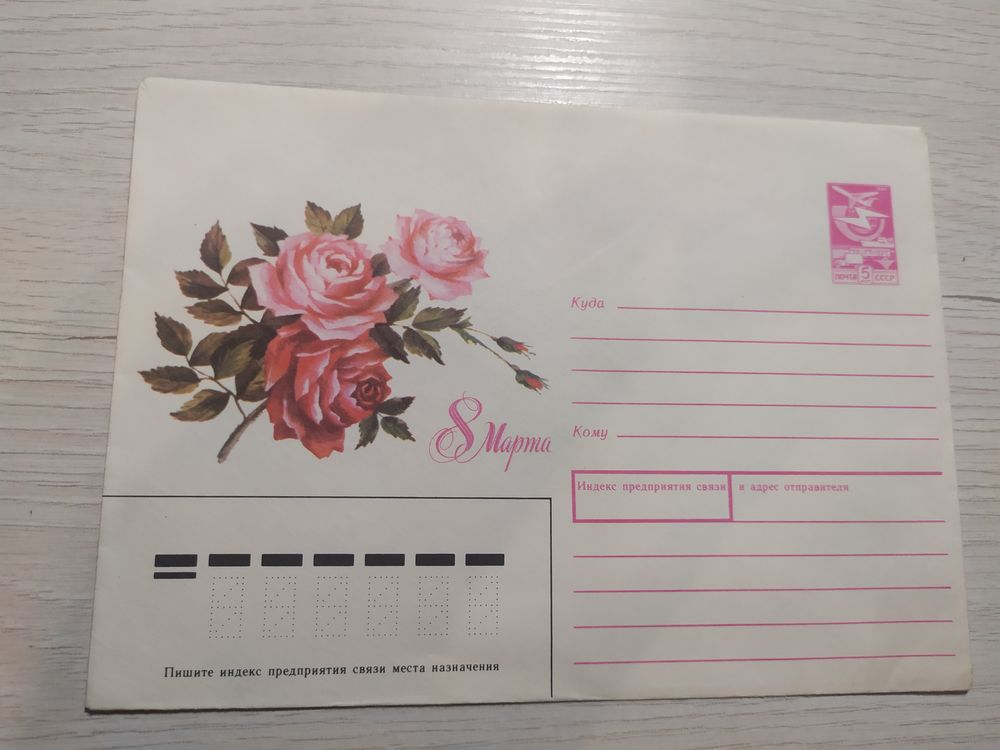 ПОЧТА 5 СССР
Куда
8 Марта
Кому
Индекс предприятия связи и адрес отправителя
Пишите индекс предприятия связи места назначения